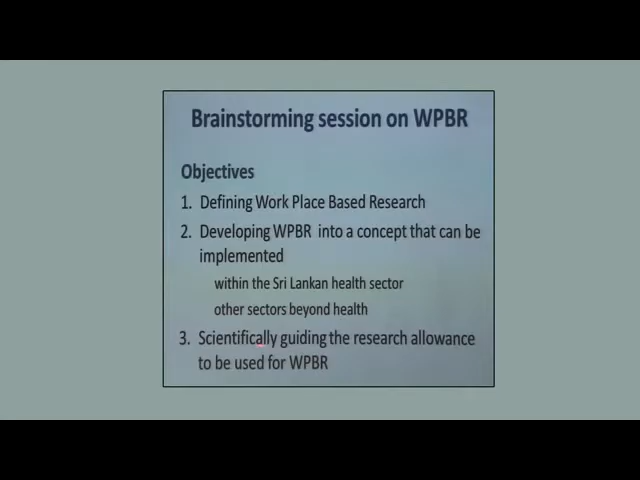 Brainstorming session on WPBR
Objectives
1. Defining Work Place Based Research
2. Developing WPBR into a concept that can be
implemented
within the Sri Lankan health sector
other sectors beyond health
3. Scientifically guiding the research allowance
to be used for WPBR